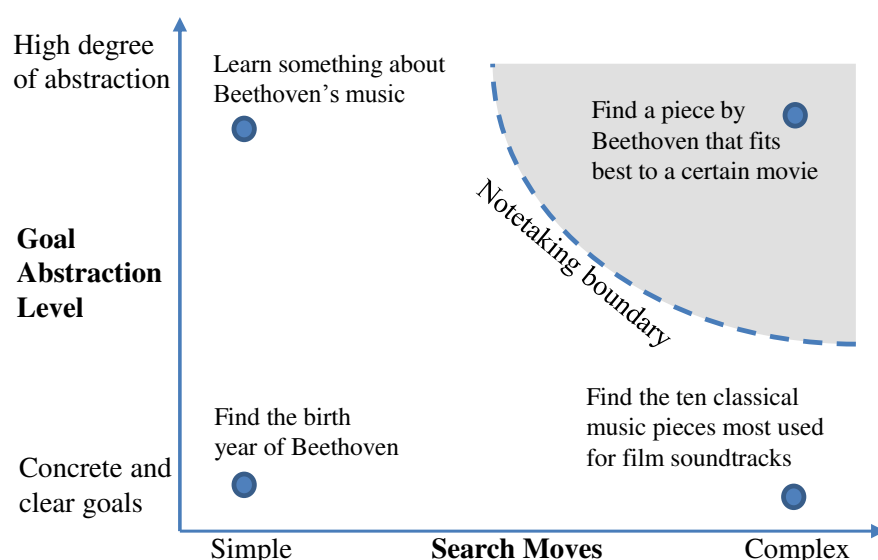 High degree
of abstraction
Learn something about
Beethoven's music
Find a piece by
Beethoven that fits
best to a certain movie
Notetaking boundary
Goal
Abstraction
Level
Find the birth
year of Beethoven
Find the ten classical
music pieces most used
for film soundtracks
Concrete and
clear goals
Simple
Search Moves
Complex